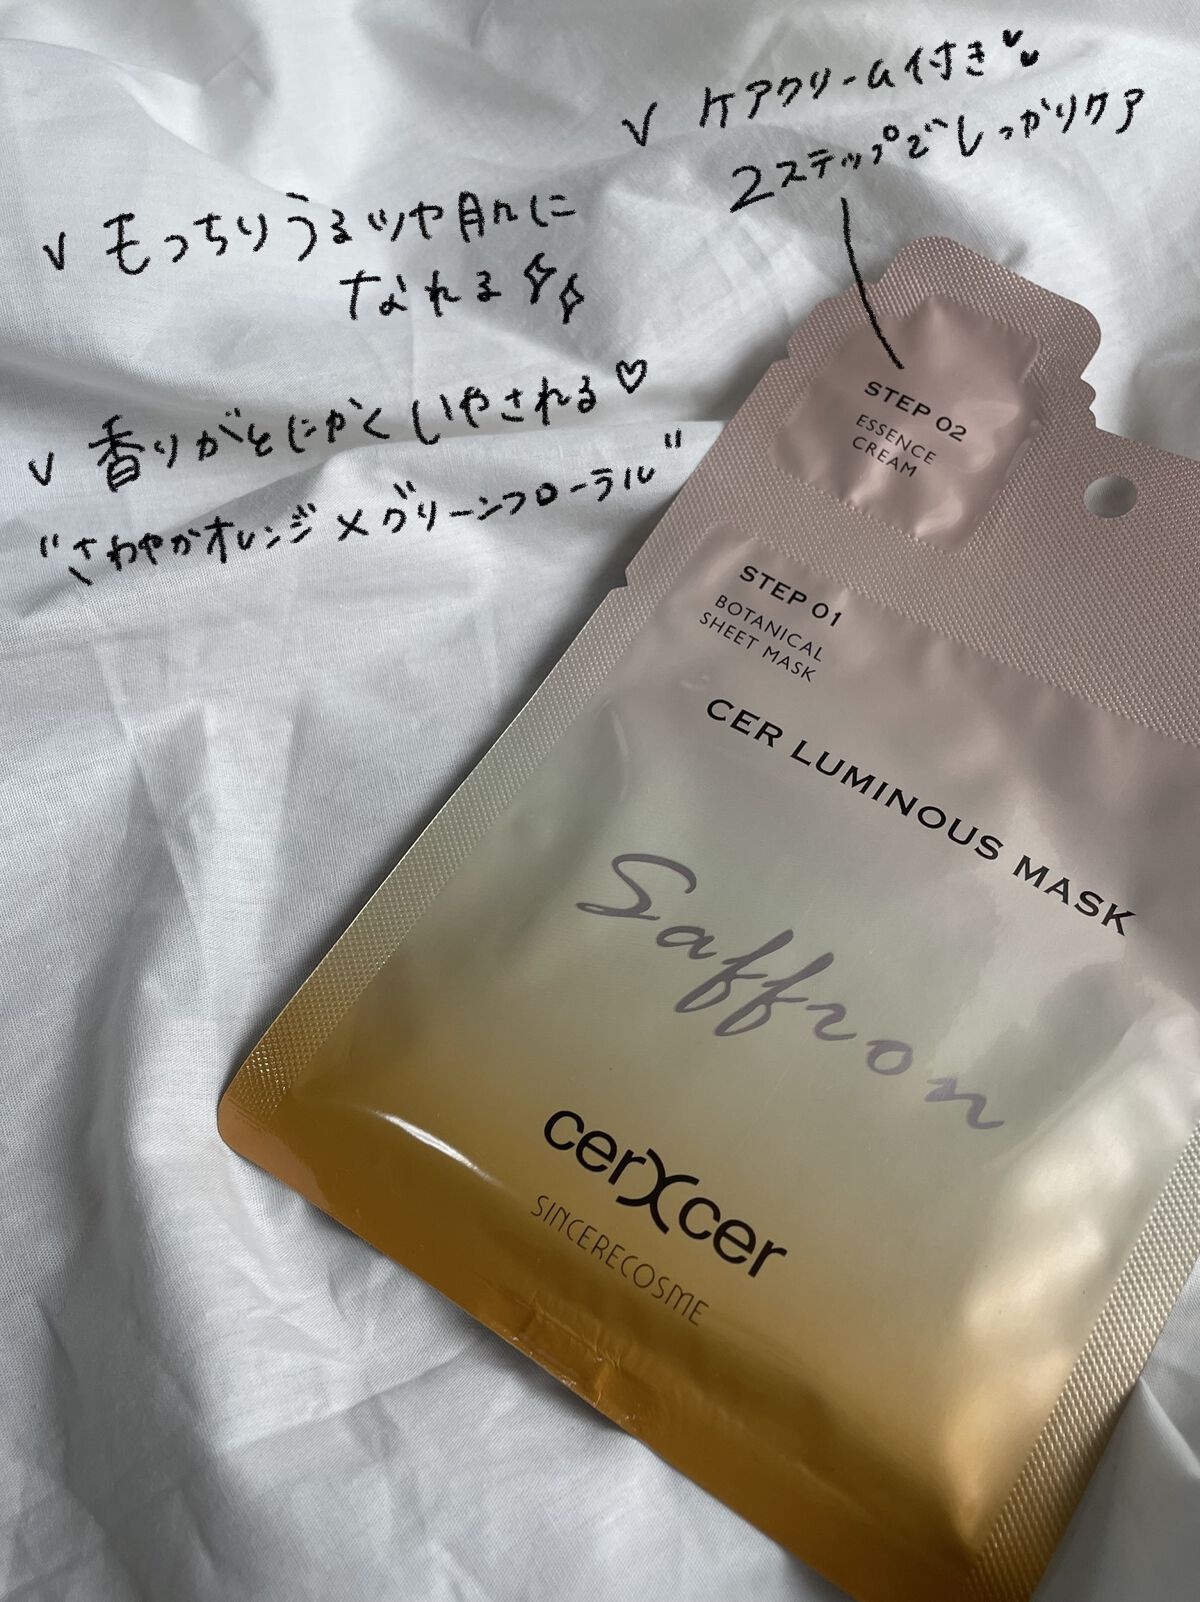 ✓ ケアクリーム付き♥♥
2ステップでしっかりケア
✓ もっちりうるツヤ肌に
なれる✧✧
✓ 香りがとにかくいやされる♡
"さわやかオレンジ×グリーンフローラル"
STEP 02
ESSENCE
CREAM
STEP 01
BOTANICAL
SHEET MASK
CER LUMINOUS MASK
Saffron
cerXcer
SINCERECOSME